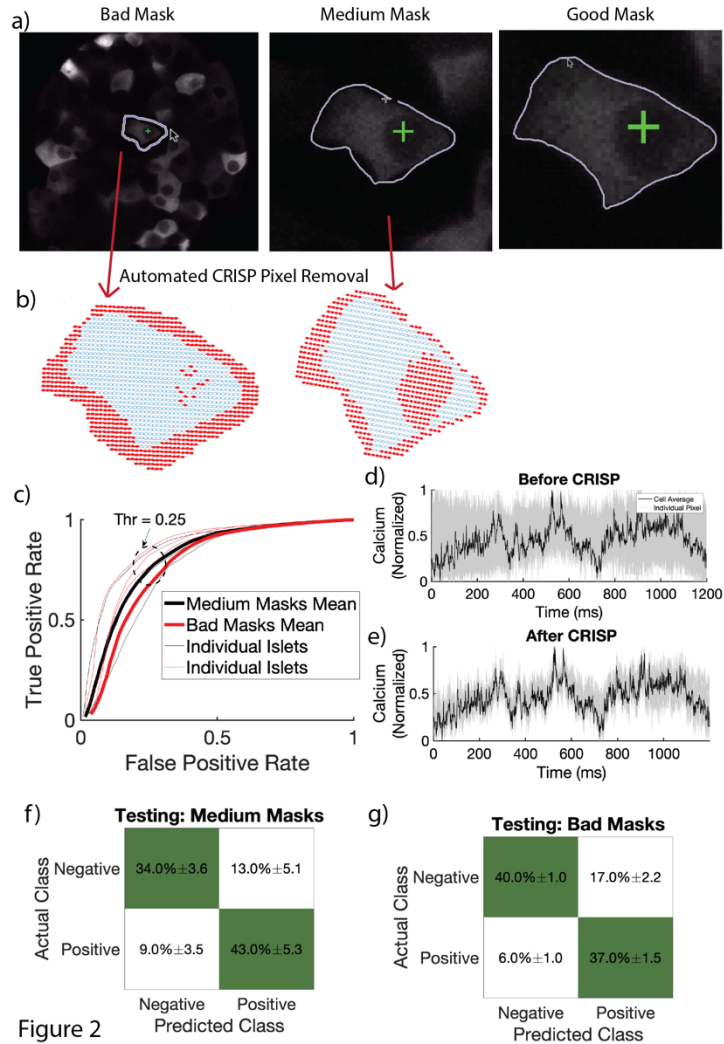 a)
Bad Mask
Medium Mask
Good Mask
Automated CRISP Pixel Removal
b)
c)
Thr = 0.25
True Positive Rate
1
0.5
0
0.5
1
False Positive Rate
Medium Masks Mean
Bad Masks Mean
Individual Islets
Individual Islets
d)
Before CRISP
Calcium
(Normalized)
1
0.5
0
Cell Average
Individual Pixel
0 200 400 600 800 1000 1200
Time (ms)
e)
After CRISP
Calcium
(Normalized)
1
0.5
0
0 200 400 600 800 1000
Time (ms)
f)
Testing: Medium Masks
Actual Class
Negative
34.0%±3.6 13.0%±5.1
Positive
9.0%±3.5 43.0%±5.3
Negative Positive
Predicted Class
g)
Testing: Bad Masks
Actual Class
Negative
40.0%±1.0 17.0%±2.2
Positive
6.0%±1.0 37.0%±1.5
Negative Positive
Predicted Class
Figure 2